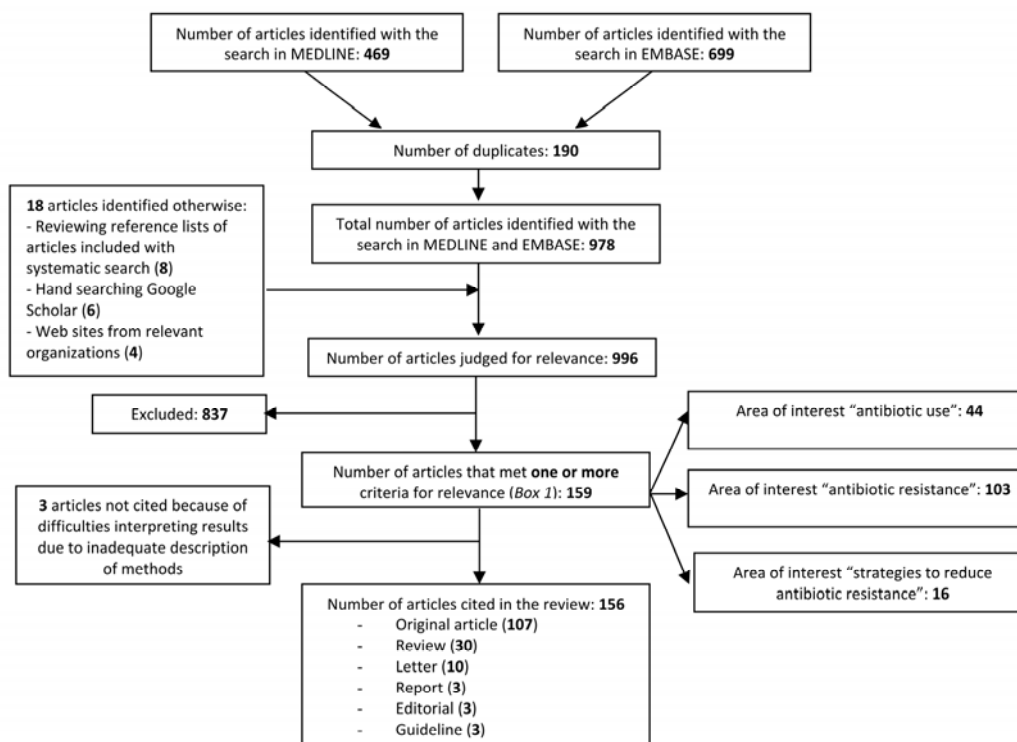 Number of articles identified with the
search in MEDLINE: 469
Number of articles identified with the
search in EMBASE: 699
Number of duplicates: 190
18 articles identified otherwise:
- Reviewing reference lists of
articles included with
systematic search (8)
- Hand searching Google
Scholar (6)
- Web sites from relevant
organizations (4)
Total number of articles identified with the
search in MEDLINE and EMBASE: 978
Number of articles judged for relevance: 996
Excluded: 837
Number of articles that met one or more
criteria for relevance (Box 1): 159
Area of interest “antibiotic use”: 44
Area of interest “antibiotic resistance”: 103
Area of interest “strategies to reduce
antibiotic resistance”: 16
3 articles not cited because of
difficulties interpreting results
due to inadequate description
of methods
Number of articles cited in the review: 156
- Original article (107)
- Review (30)
- Letter (10)
- Report (3)
- Editorial (3)
- Guideline (3)